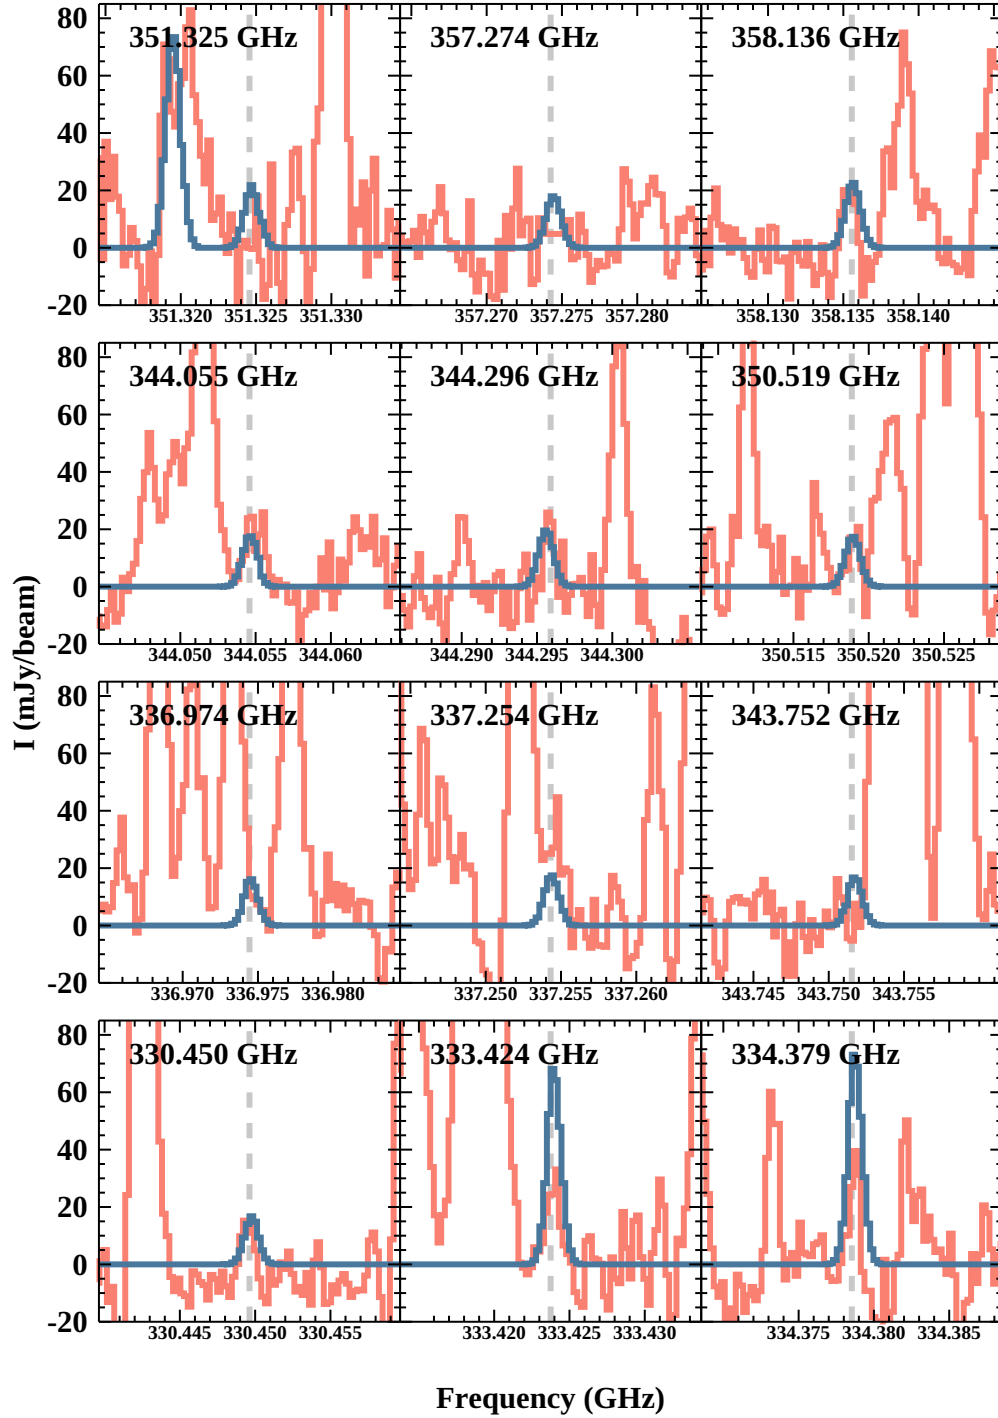 80 60 40 20 0 -20
351.325 GHz 357.274 GHz 358.136 GHz
351.320 351.325 351.330 357.270 357.275 357.280 358.130 358.135 358.140
80 60 40 20 0 -20
344.055 GHz 344.296 GHz 350.519 GHz
344.050 344.055 344.060 344.290 344.295 344.300 350.515 350.520 350.525
I (mJy/beam)
80 60 40 20 0 -20
336.974 GHz 337.254 GHz 343.752 GHz
336.970 336.975 336.980 337.250 337.255 337.260 343.745 343.750 343.755
80 60 40 20 0 -20
330.450 GHz 333.424 GHz 334.379 GHz
330.445 330.450 330.455 333.420 333.425 333.430 334.375 334.380 334.385
Frequency (GHz)